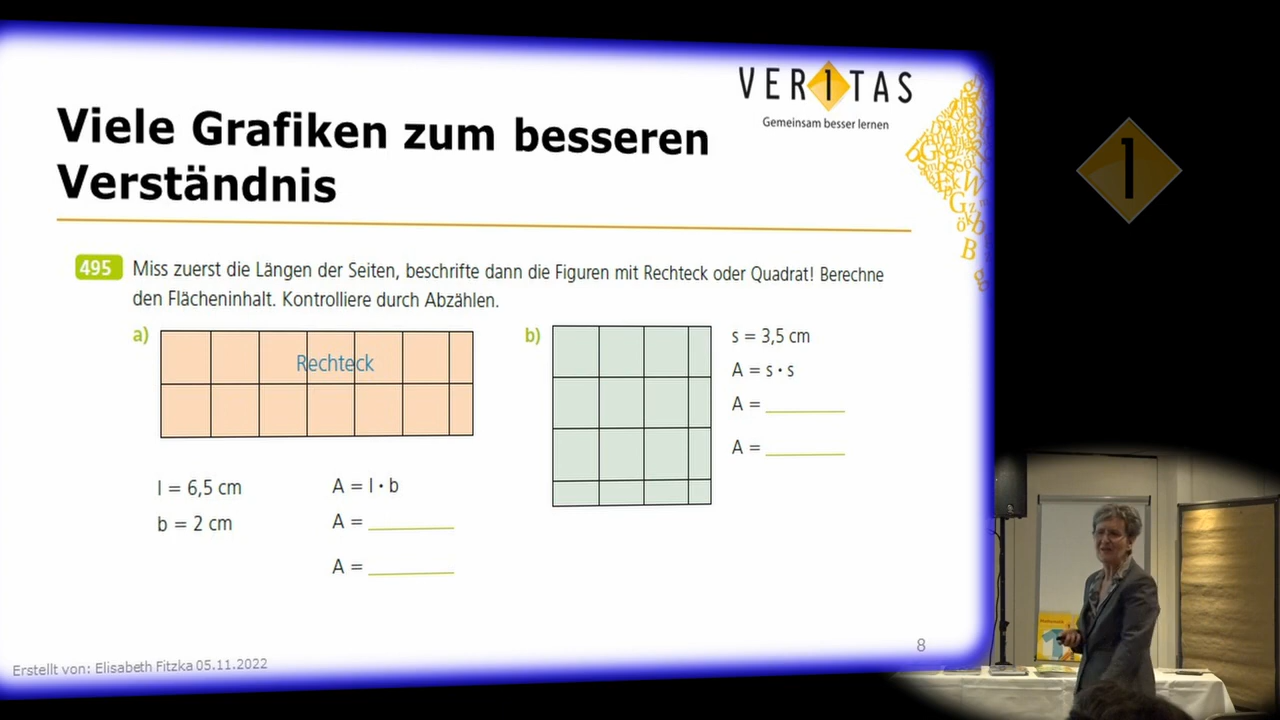 VER1TAS
Gemeinsam besser lernen
Viele Grafiken zum besseren
Verständnis
495 Miss zuerst die Längen der Seiten, beschrifte dann die Figuren mit Rechteck oder Quadrat! Berechne
den Flächeninhalt. Kontrolliere durch Abzählen.
a)
Rechteck
l = 6,5 cm
b = 2 cm
A = l · b
A =
A =
b)
s = 3,5 cm
A = s · s
A =
A =
Erstellt von: Elisabeth Fitzka 05.11.2022
8
1